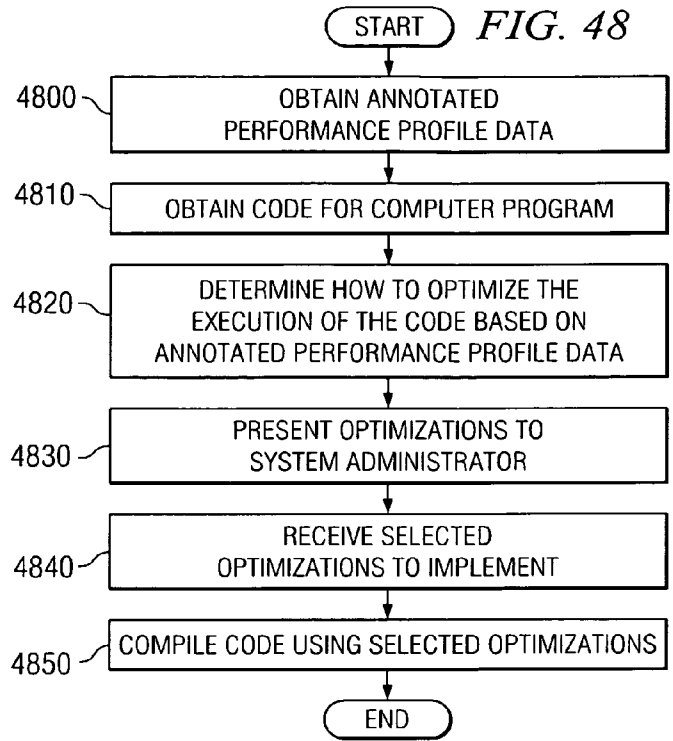 START
FIG. 48
4800
OBTAIN ANNOTATED
PERFORMANCE PROFILE DATA
4810
OBTAIN CODE FOR COMPUTER PROGRAM
4820
DETERMINE HOW TO OPTIMIZE THE
EXECUTION OF THE CODE BASED ON
ANNOTATED PERFORMANCE PROFILE DATA
4830
PRESENT OPTIMIZATIONS TO
SYSTEM ADMINISTRATOR
4840
RECEIVE SELECTED
OPTIMIZATIONS TO IMPLEMENT
4850
COMPILE CODE USING SELECTED OPTIMIZATIONS
END